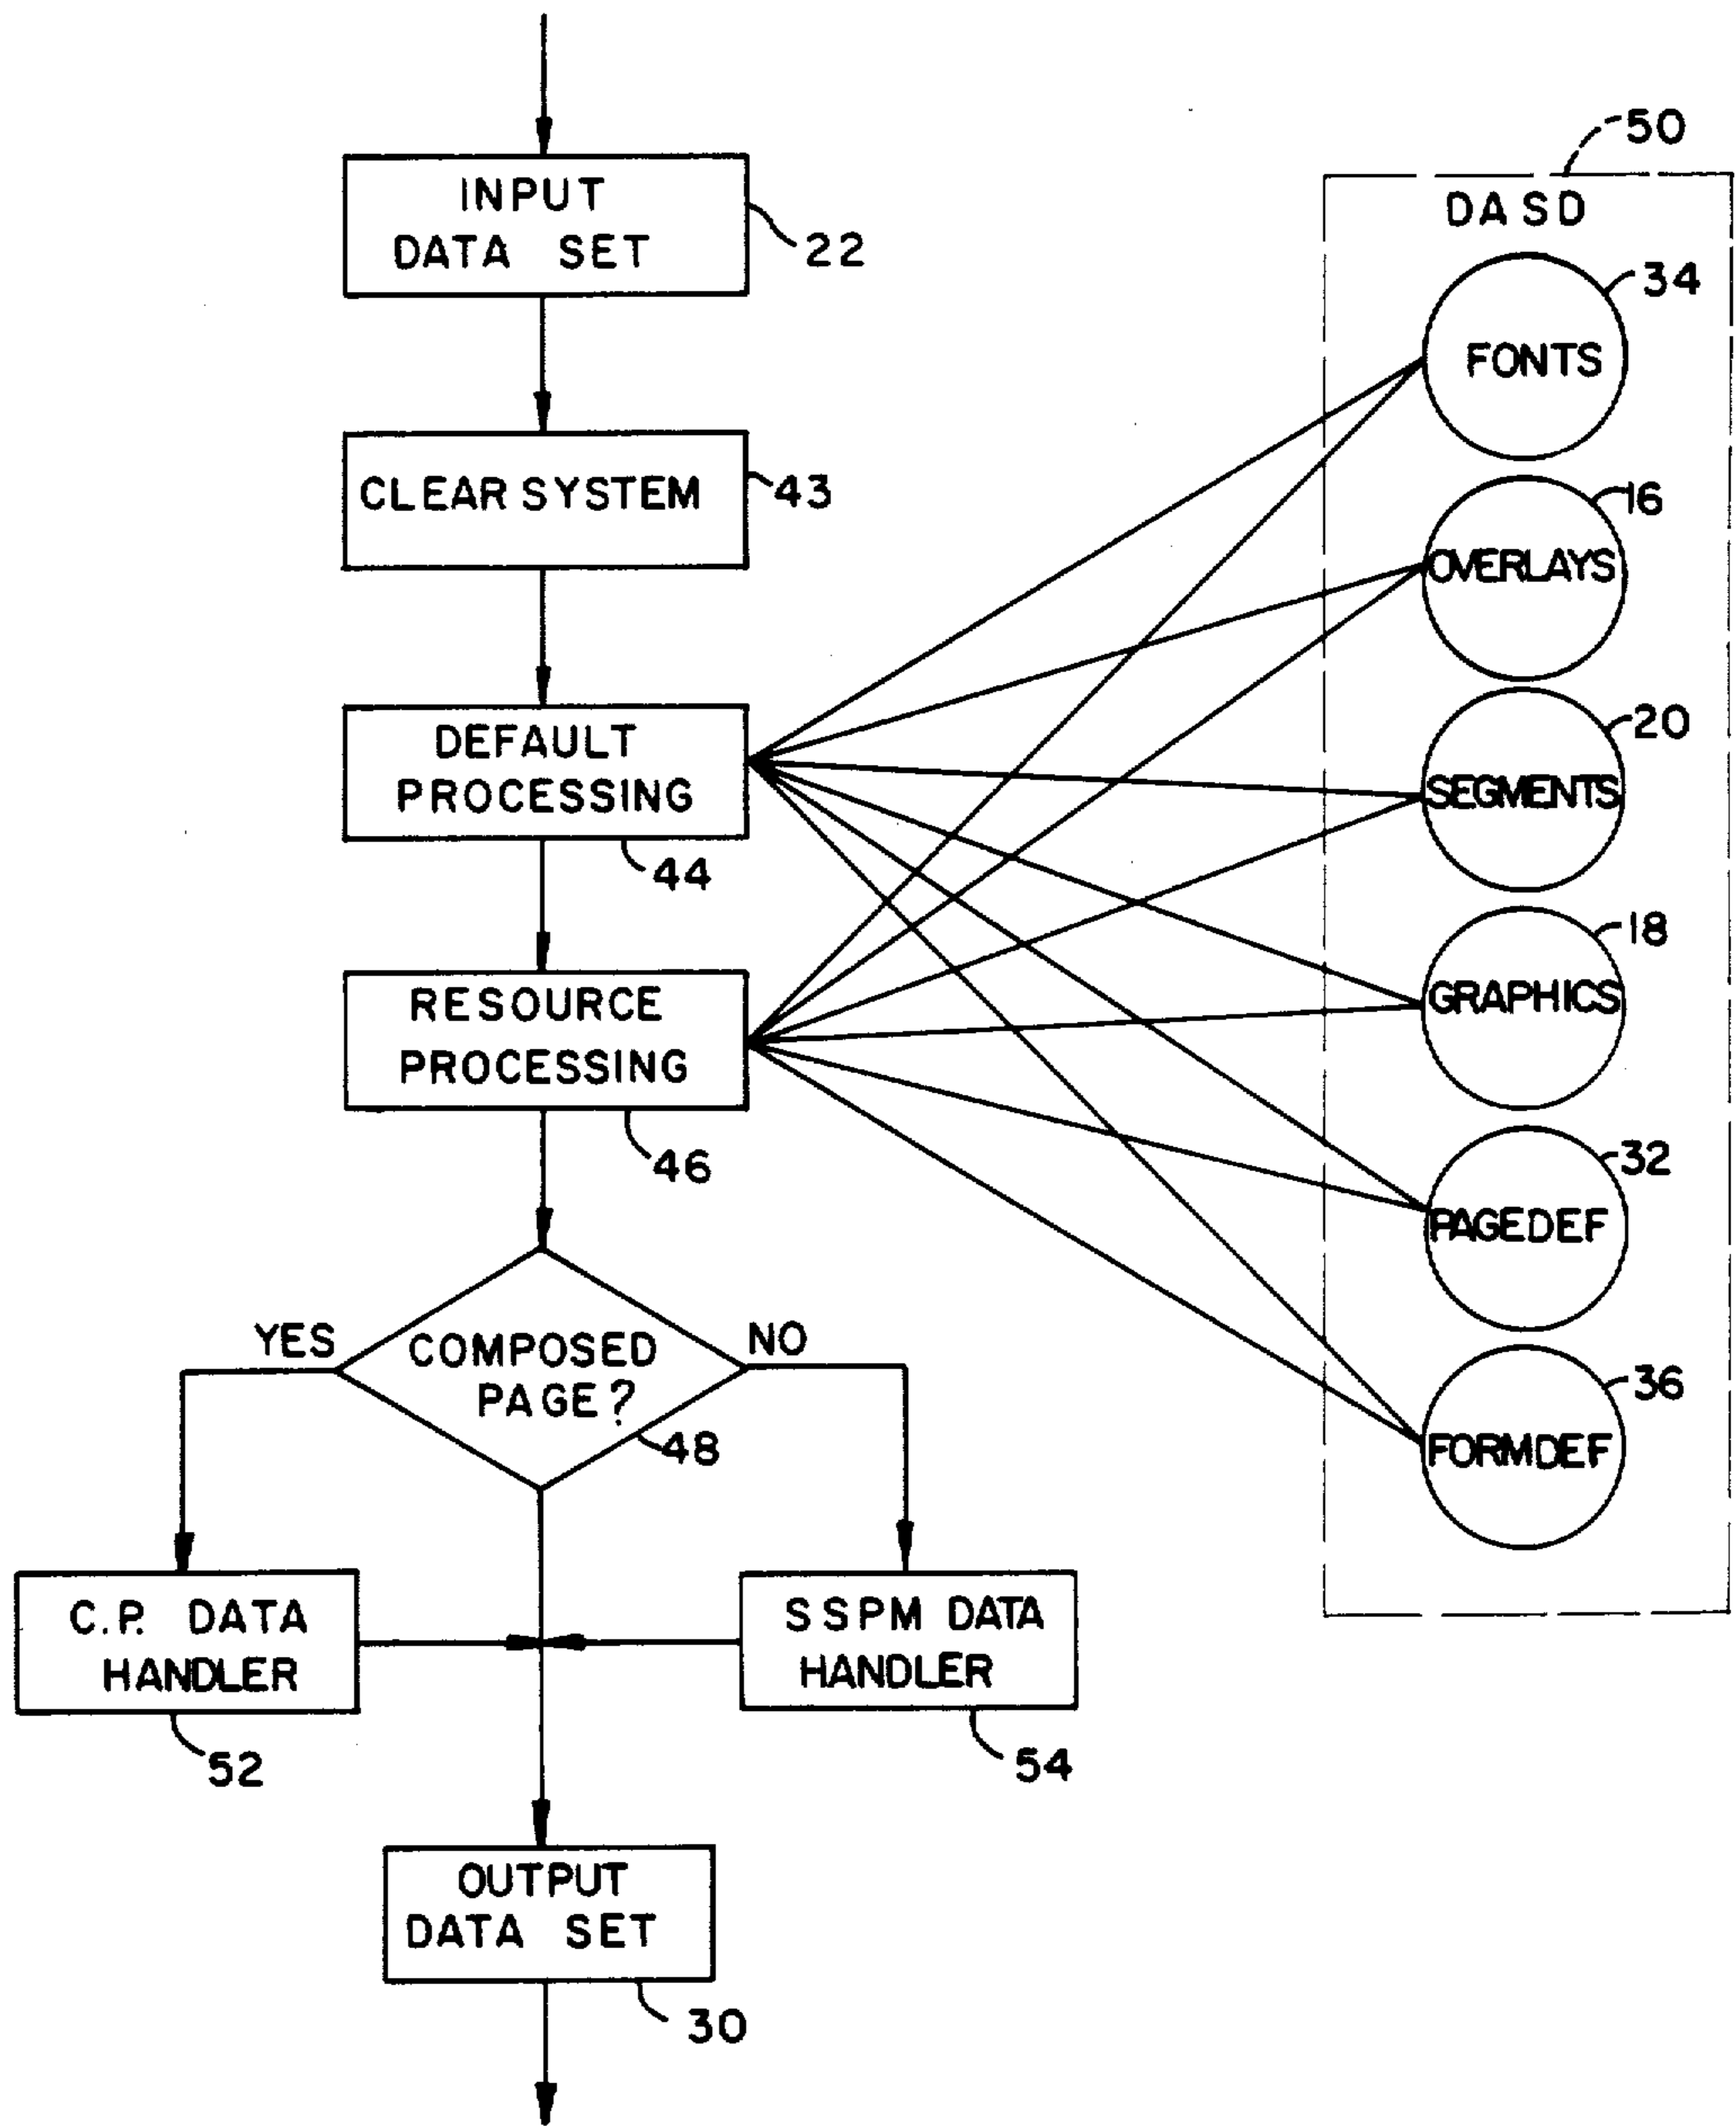 INPUT
DATA SET
22
CLEAR SYSTEM
43
DEFAULT
PROCESSING
44
RESOURCE
PROCESSING
46
YES
COMPOSED
PAGE?
NO
48
C.P. DATA
HANDLER
52
SSPM DATA
HANDLER
54
OUTPUT
DATA SET
30
50
DASD
34
FONTS
16
OVERLAYS
20
SEGMENTS
18
GRAPHICS
32
PAGEDEF
36
FORMDEF